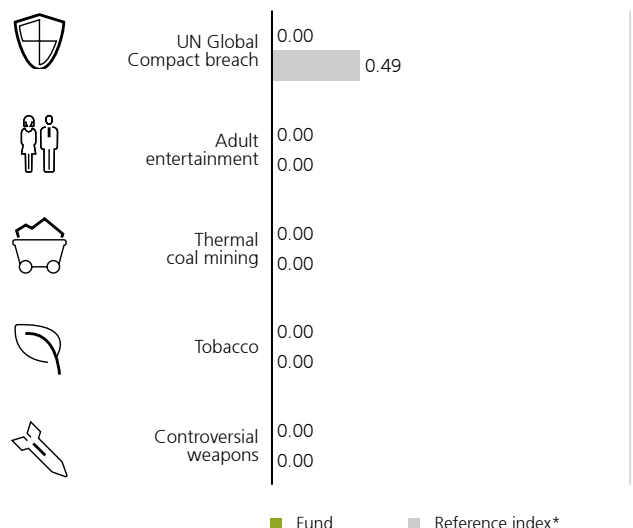 UN Global
Compact breach
0.00
0.49
Adult
entertainment
0.00
0.00
Thermal
coal mining
0.00
0.00
Tobacco
0.00
0.00
Controversial
weapons
0.00
0.00
Fund
Reference index*